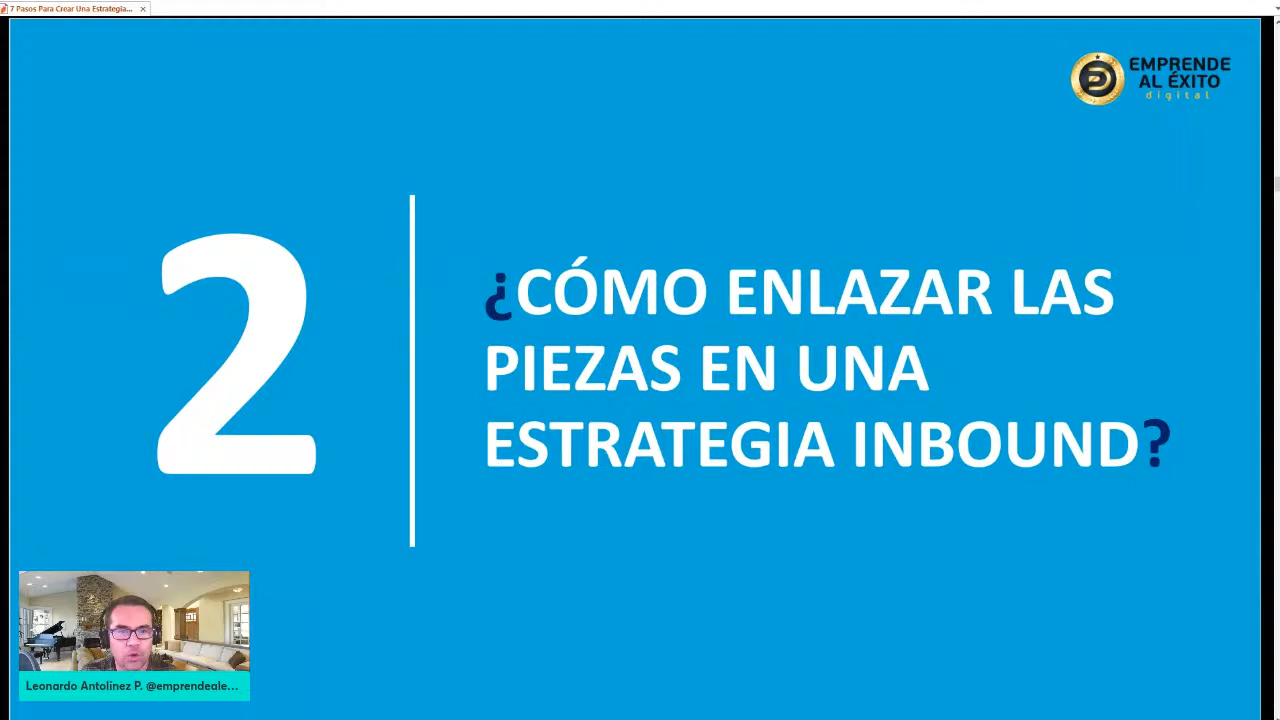 7 Pasos Para Crear Una Estrategia...
EMPRENDE
AL ÉXITO
digital
2
¿CÓMO ENLAZAR LAS
PIEZAS EN UNA
ESTRATEGIA INBOUND?
Leonardo Antolínez P. @emprendeale...